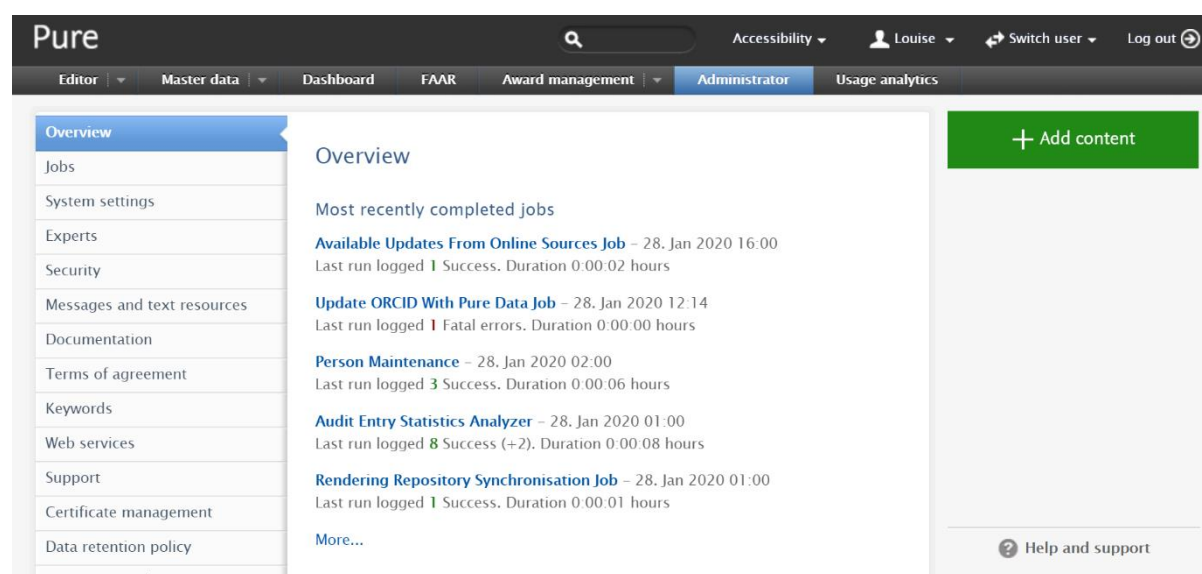 Pure
Accessibility
Louise
Switch user
Log out
Editor
Master data
Dashboard
FAAR
Award management
Administrator
Usage analytics
Overview
Jobs
System settings
Experts
Security
Messages and text resources
Documentation
Terms of agreement
Keywords
Web services
Support
Certificate management
Data retention policy
Overview
Most recently completed jobs
Available Updates From Online Sources Job – 28. Jan 2020 16:00
Last run logged 1 Success. Duration 0:00:02 hours
Update ORCID With Pure Data Job – 28. Jan 2020 12:14
Last run logged 1 Fatal errors. Duration 0:00:00 hours
Person Maintenance – 28. Jan 2020 02:00
Last run logged 3 Success. Duration 0:00:06 hours
Audit Entry Statistics Analyzer – 28. Jan 2020 01:00
Last run logged 8 Success (+2). Duration 0:00:08 hours
Rendering Repository Synchronisation Job – 28. Jan 2020 01:00
Last run logged 1 Success. Duration 0:00:01 hours
More...
+ Add content
Help and support